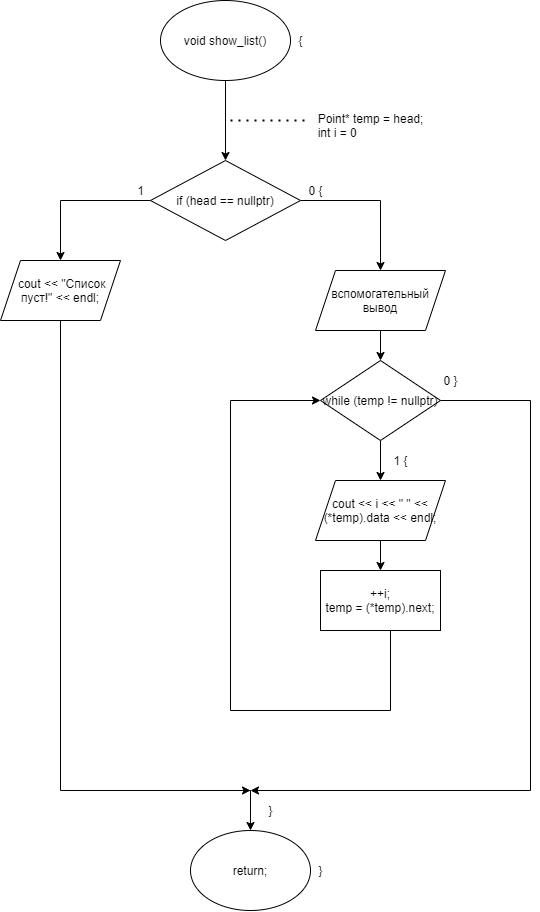 void show_list()
{
Point* temp = head;
int i = 0
1
if (head == nullptr)
0 {
cout << "Список
пуст!" << endl;
вспомогательный
вывод
while (temp != nullptr)
0 }
1 {
cout << i << " " <<
(*temp).data << endl;
++i;
temp = (*temp).next;
}
return;
}